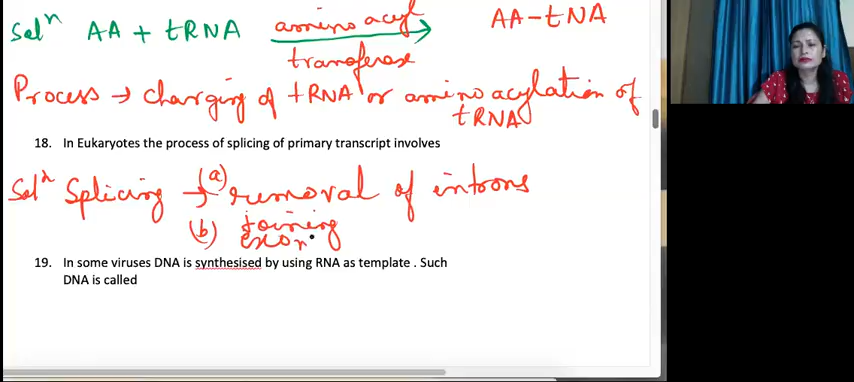 Solⁿ AA + tRNA amino acyl transferase AA-tNA
Process → charging of tRNA or aminoacylation of
tRNA
18. In Eukaryotes the process of splicing of primary transcript involves
Solⁿ Splicing → (a) removal of introns
(b) joining
exon
19. In some viruses DNA is synthesised by using RNA as template . Such
DNA is called